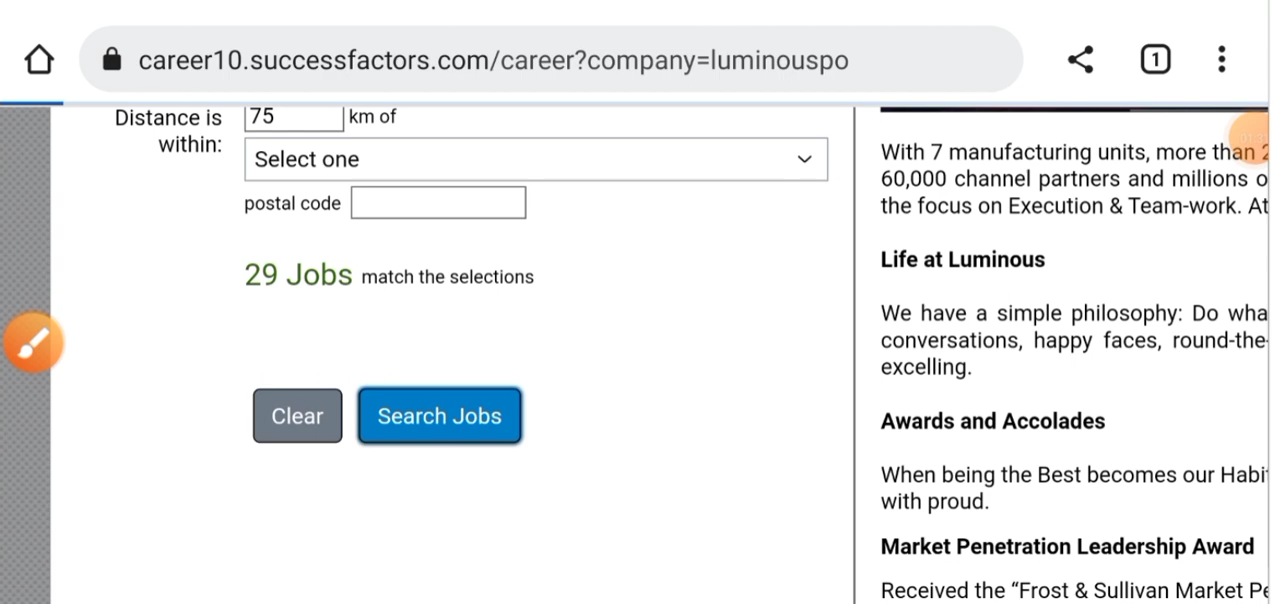 career10.successfactors.com/career?company=luminouspo
1
Distance is within:
75 km of
Select one
postal code
29 Jobs match the selections
Clear
Search Jobs
With 7 manufacturing units, more than
60,000 channel partners and millions
the focus on Execution & Team-work. At
Life at Luminous
We have a simple philosophy: Do
conversations, happy faces, round-the-
excelling.
Awards and Accolades
When being the Best becomes our
with proud.
Market Penetration Leadership Award
Received the “Frost & Sullivan Market